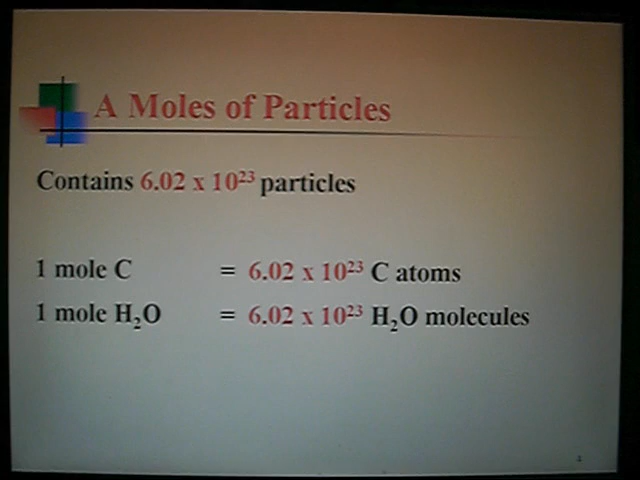 A Moles of Particles
Contains 6.02 x 10²³ particles
1 mole C = 6.02 x 10²³ C atoms
1 mole H₂O = 6.02 x 10²³ H₂O molecules